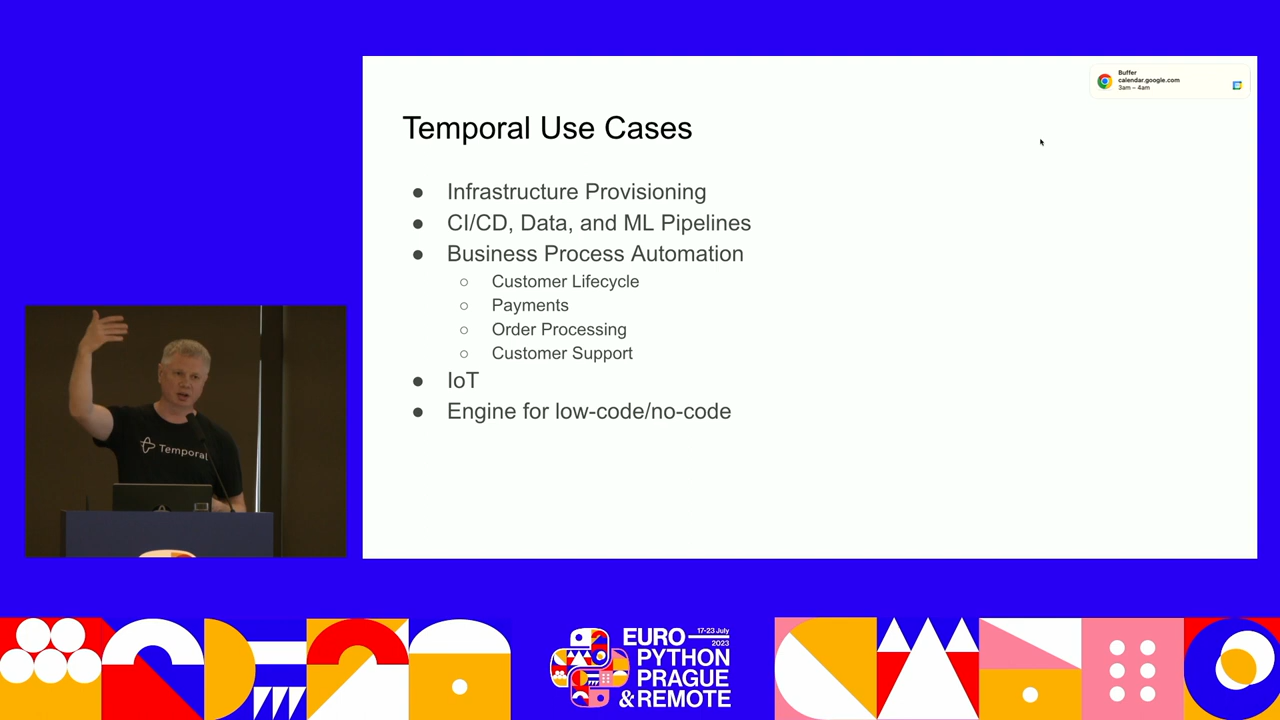 Buffer
calendar.google.com
3am – 4am
Temporal Use Cases
● Infrastructure Provisioning
● CI/CD, Data, and ML Pipelines
● Business Process Automation
○ Customer Lifecycle
○ Payments
○ Order Processing
○ Customer Support
● IoT
● Engine for low-code/no-code
Temporal
EURO 17-23 July 2023
PYTHON
PRAGUE
& REMOTE